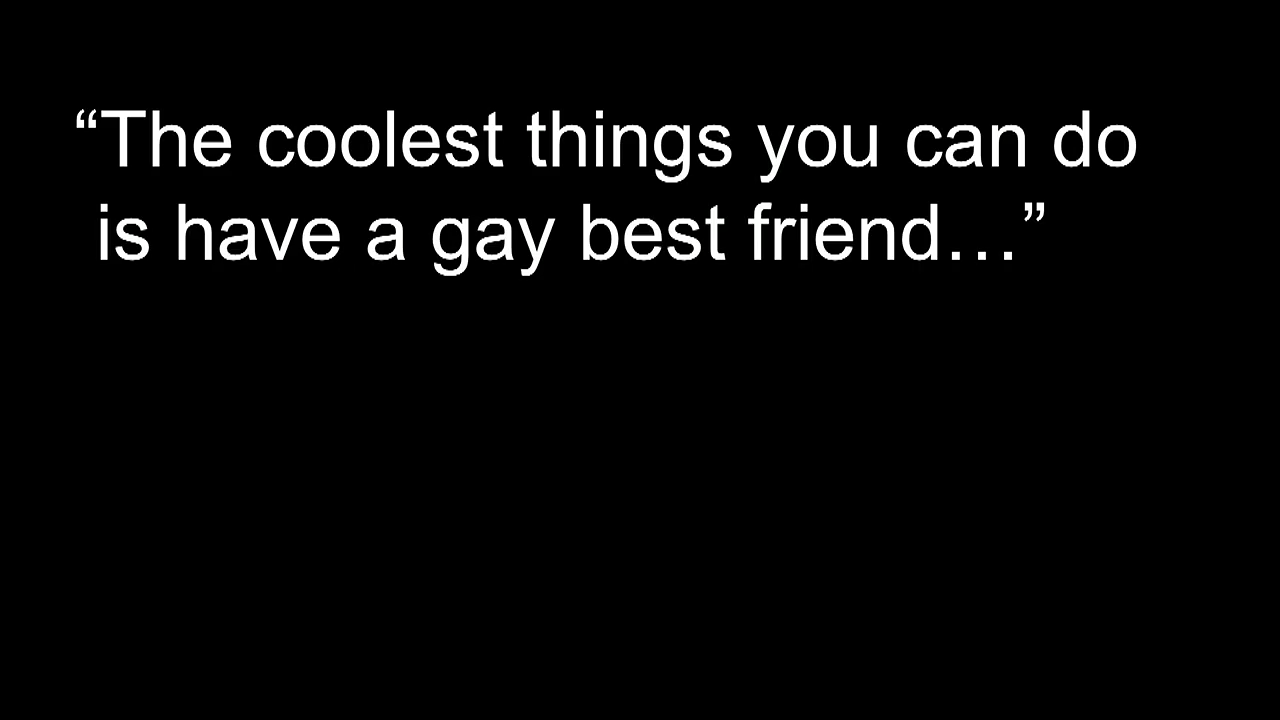 “The coolest things you can do
is have a gay best friend…”